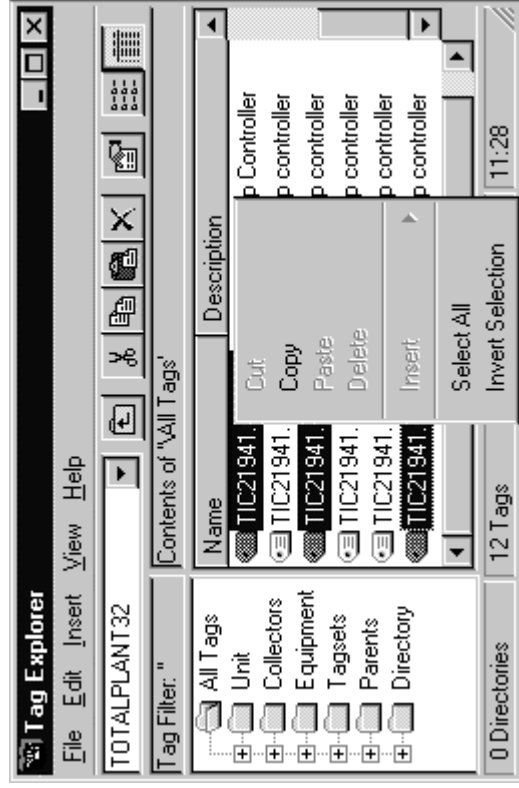 Tag Explorer
File Edit Insert View Help
TOTALPLANT32
Tag Filter: '' Contents of '\All Tags'
All Tags
Unit
Collectors
Equipment
Tagsets
Parents
Directory
Name Description
TIC21941. p Controller
TIC21941. p controller
TIC21941. p controller
TIC21941. p controller
TIC21941. p controller
TIC21941. p controller
Cut
Copy
Paste
Delete
Insert
Select All
Invert Selection
0 Directories 12 Tags 11:28